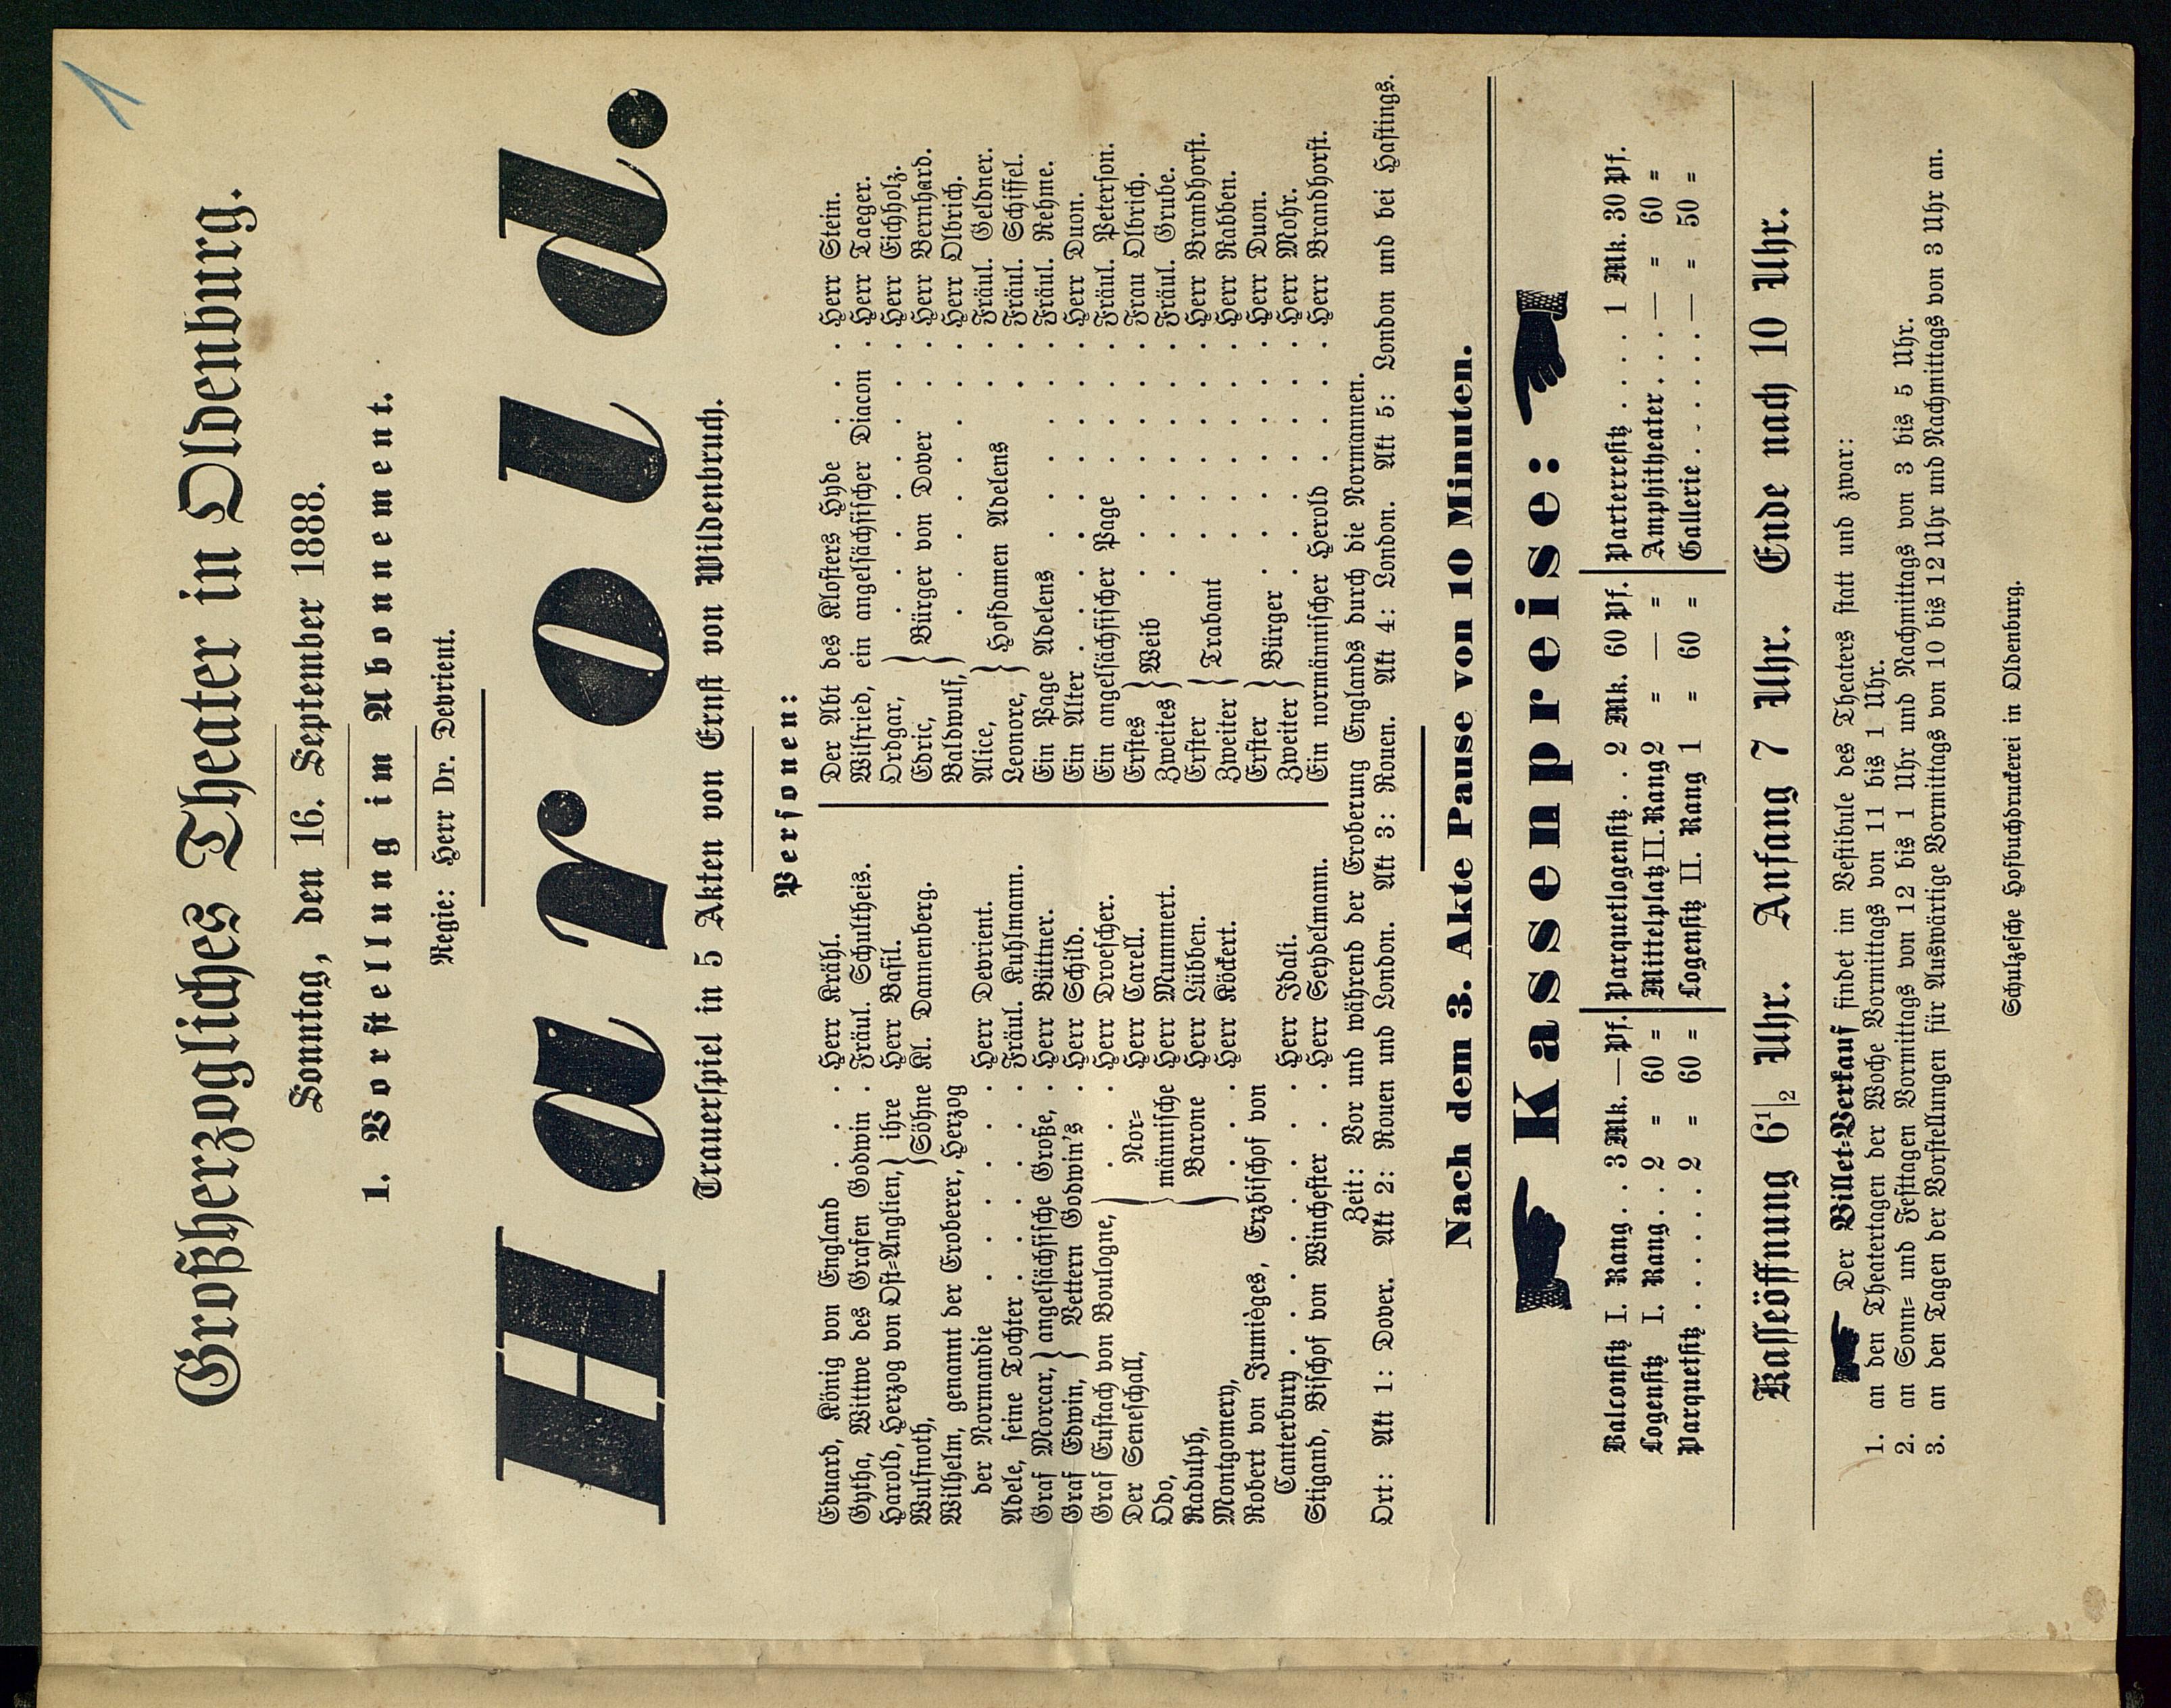 1
Großherzogliches Theater in Oldenburg.
Sonntag, den 16. September 1888.
1. Vorstellung im Abonnement.
Regie: Herr Dr. Devrient.
Harold.
Trauerspiel in 5 Akten von Ernst von Wildenbruch.
Personen:
Eduard, König von England . . . Herr Krähl.
Gytha, Wittwe des Grafen Godwin . Fräul. Schultheis.
Harold, Herzog von Ost=Anglien, } ihre Herr Basil.
Wulfnoth, } Söhne Kl. Dannenberg.
Wilhelm, genannt der Eroberer, Herzog
der Normandie . . . . . . Herr Devrient.
Adele, seine Tochter . . . . . Fräul. Kuhlmann.
Graf Morcar, } angelsächsische Große, . Herr Büttner.
Graf Edwin, } Vettern Godwin's . . Herr Schild.
Graf Eustach von Boulogne, . . . Herr Droescher.
Der Seneschall, } Nor= Herr Carell.
Odo, } männische Herr Mummert.
Radulph, } Barone Herr Lübben.
Montgomery, . . . Herr Köckert.
Robert von Jumièges, Erzbischof von
Canterbury . . . . . . . Herr Idali.
Stigand, Bischof von Winchester . . Herr Seydelmann.
Der Abt des Klosters Hyde . . . Herr Stein.
Wilfried, ein angelsächsischer Diacon . Herr Taeger.
Ordgar, . . . . . . . Herr Eichholz.
Edric, } Bürger von Dover . . Herr Bernhard.
Baldwulf, . . . . . . . Herr Olbrich.
Alice, } Hofdamen Adelens . . Fräul. Geldner.
Leonore, . . Fräul. Schiffel.
Ein Page Adelens . . . . . . Fräul. Rehme.
Ein Alter . . . . . . . . Herr Duon.
Ein angelsächsischer Page . . . . Fräul. Peterson.
Erstes } Weib . . . . . . Frau Olbrich.
Zweites . . . . . . Fräul. Grube.
Erster } Trabant . . . . . Herr Brandhorst.
Zweiter . . . . . Herr Rabben.
Erster } Bürger . . . . . Herr Duon.
Zweiter . . . . . Herr Mohr.
Ein normännischer Herold . . . . Herr Brandhorst.
Zeit: Vor und während der Eroberung Englands durch die Normannen.
Ort: Akt 1: Dover. Akt 2: Rouen und London. Akt 3: Rouen. Akt 4: London. Akt 5: London und bei Hastings.
Nach dem 3. Akte Pause von 10 Minuten.
Kassenpreise:
Balconsitz I. Rang . . 3 Mk. — Pf.
Logensitz I. Rang . . 2 = 60 =
Parquetsitz . . . . . 2 = 60 =
Parquetlogensitz . . 2 Mk. 60 Pf.
Mittelplatz II. Rang 2 = — =
Logensitz II. Rang 1 = 60 =
Parterresitz . . . . . 1 Mk. 30 Pf.
Amphitheater . . . — = 60 =
Gallerie . . . . . . — = 50 =
Kasseöffnung 6 1/2 Uhr. Anfang 7 Uhr. Ende nach 10 Uhr.
Der Billet=Verkauf findet im Vestibule des Theaters statt und zwar:
1. an den Theatertagen der Woche Vormittags von 11 bis 1 Uhr.
2. an Sonn= und Festtagen Vormittags von 12 bis 1 Uhr und Nachmittags von 3 bis 5 Uhr.
3. an den Tagen der Vorstellungen für Auswärtige Vormittags von 10 bis 12 Uhr und Nachmittags von 3 Uhr an.
Schulzesche Hofbuchdruckerei in Oldenburg.